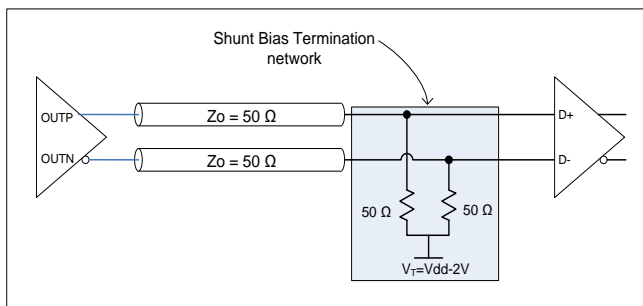 Shunt Bias Termination
network
OUTP
Zo = 50 Ω
D+
OUTN
Zo = 50 Ω
D-
50 Ω
50 Ω
VT=Vdd-2V